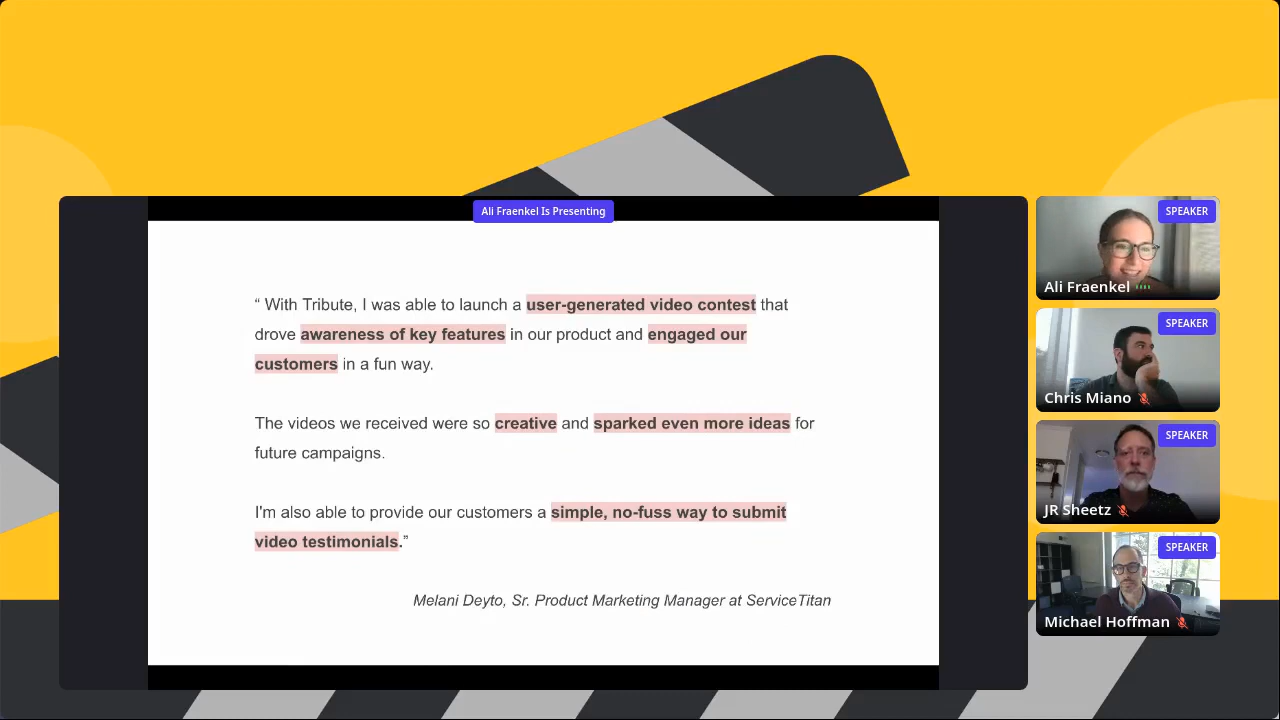 Ali Fraenkel Is Presenting
“ With Tribute, I was able to launch a user-generated video contest that
drove awareness of key features in our product and engaged our
customers in a fun way.
The videos we received were so creative and sparked even more ideas for
future campaigns.
I'm also able to provide our customers a simple, no-fuss way to submit
video testimonials.”
Melani Deyto, Sr. Product Marketing Manager at ServiceTitan
SPEAKER
Ali Fraenkel
SPEAKER
Chris Miano
SPEAKER
JR Sheetz
SPEAKER
Michael Hoffman